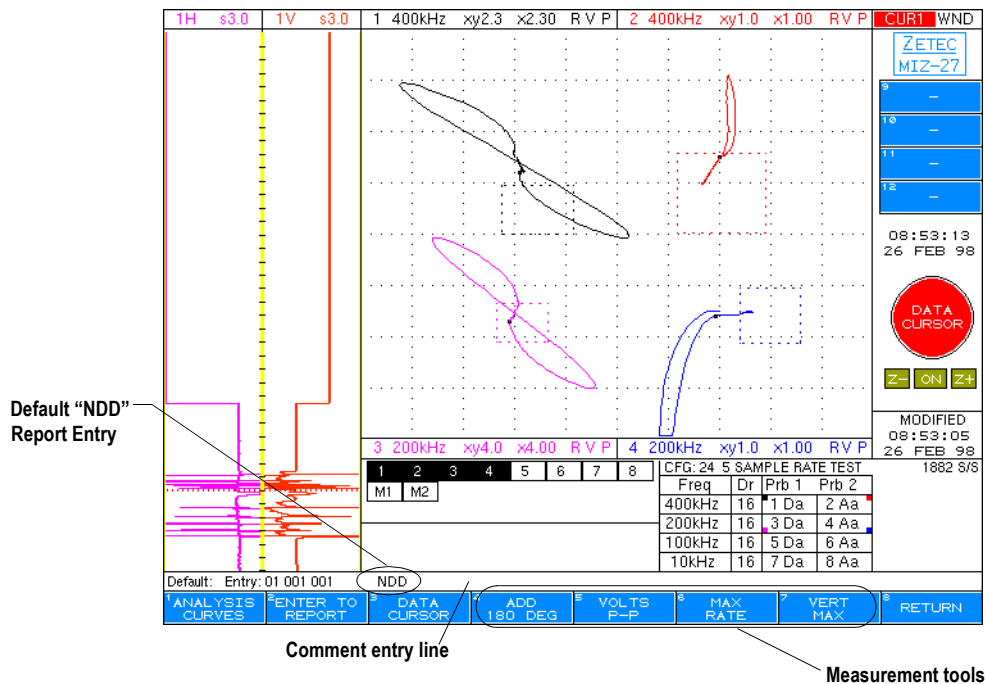 1H s3.0 1V s3.0 1 400kHz xy2.3 x2.30 R V P 2 400kHz xy1.0 x1.00 R V P CUR1 WND
ZETEC
MIZ-27
9 –
10 –
11 –
12 –
08:53:13
26 FEB 98
DATA
CURSOR
Z- ON Z+
MODIFIED
08:53:05
26 FEB 98
3 200kHz xy4.0 x4.00 R V P 4 200kHz xy1.0 x1.00 R V P
1 2 3 4 5 6 7 8
M1 M2
CFG: 24 5 SAMPLE RATE TEST
1882 S/S
Freq Dr Prb 1 Prb 2
400kHz 16 1 Da 2 Aa
200kHz 16 3 Da 4 Aa
100kHz 16 5 Da 6 Aa
10kHz 16 7 Da 8 Aa
Default “NDD”
Report Entry
Default: Entry: 01 001 001 NDD
1 ANALYSIS
CURVES
2 ENTER TO
REPORT
3 DATA
CURSOR
4 ADD
180 DEG
5 VOLTS
P-P
6 MAX
RATE
7 VERT
MAX
8 RETURN
Comment entry line
Measurement tools